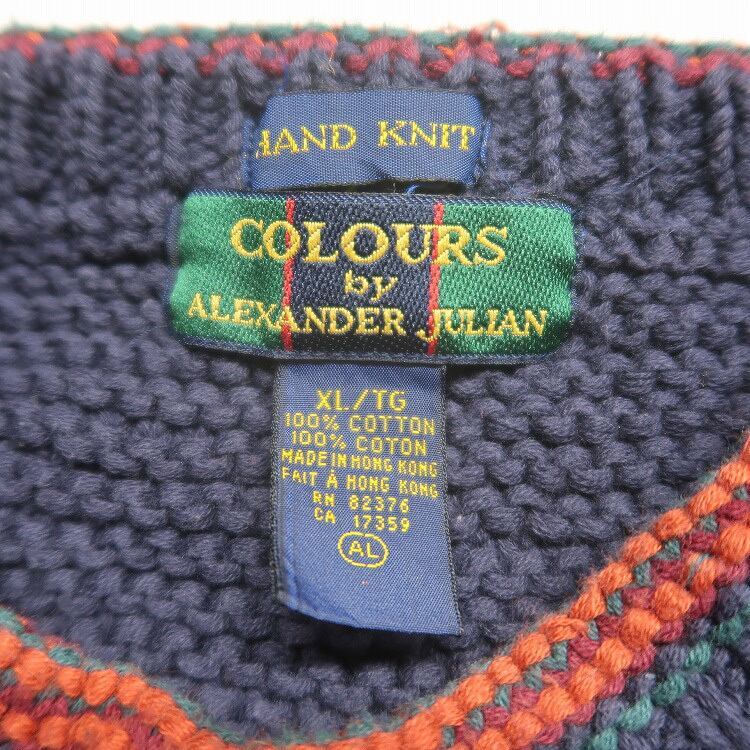 HAND KNIT
COLOURS
by
ALEXANDER JULIAN
XL/TG
100% COTTON
100% COTON
MADE IN HONG KONG
FAIT À HONG KONG
RN 82376
CA 17359
AL